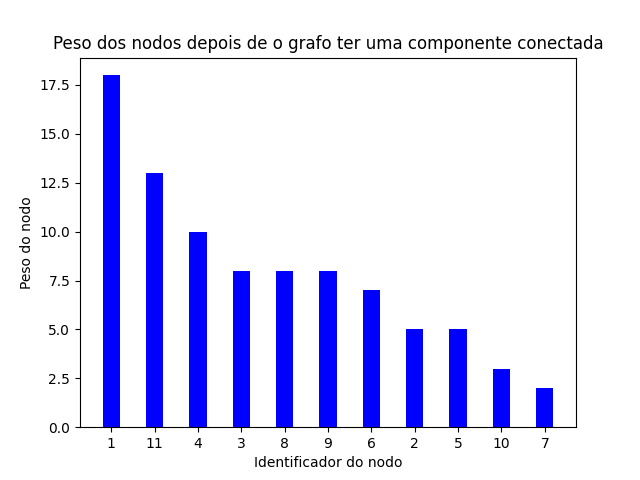 Peso dos nodos depois de o grafo ter uma componente conectada
17.5
15.0
12.5
10.0
7.5
5.0
2.5
0.0
Peso do nodo
1 11 4 3 8 9 6 2 5 10 7
Identificador do nodo